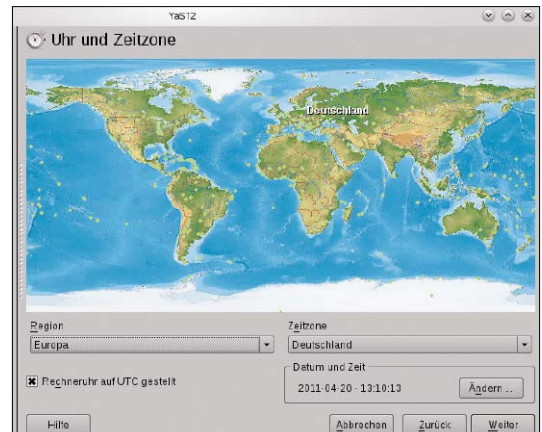 YaST2
Uhr und Zeitzone
Deutschland
Region
Zeitzone
Europa
Deutschland
Rechneruhr auf UTC gestellt
Datum und Zeit
2011-04-20 - 13:10:13
Ändern ...
Hilfe
Abbrechen
Zurück
Weiter